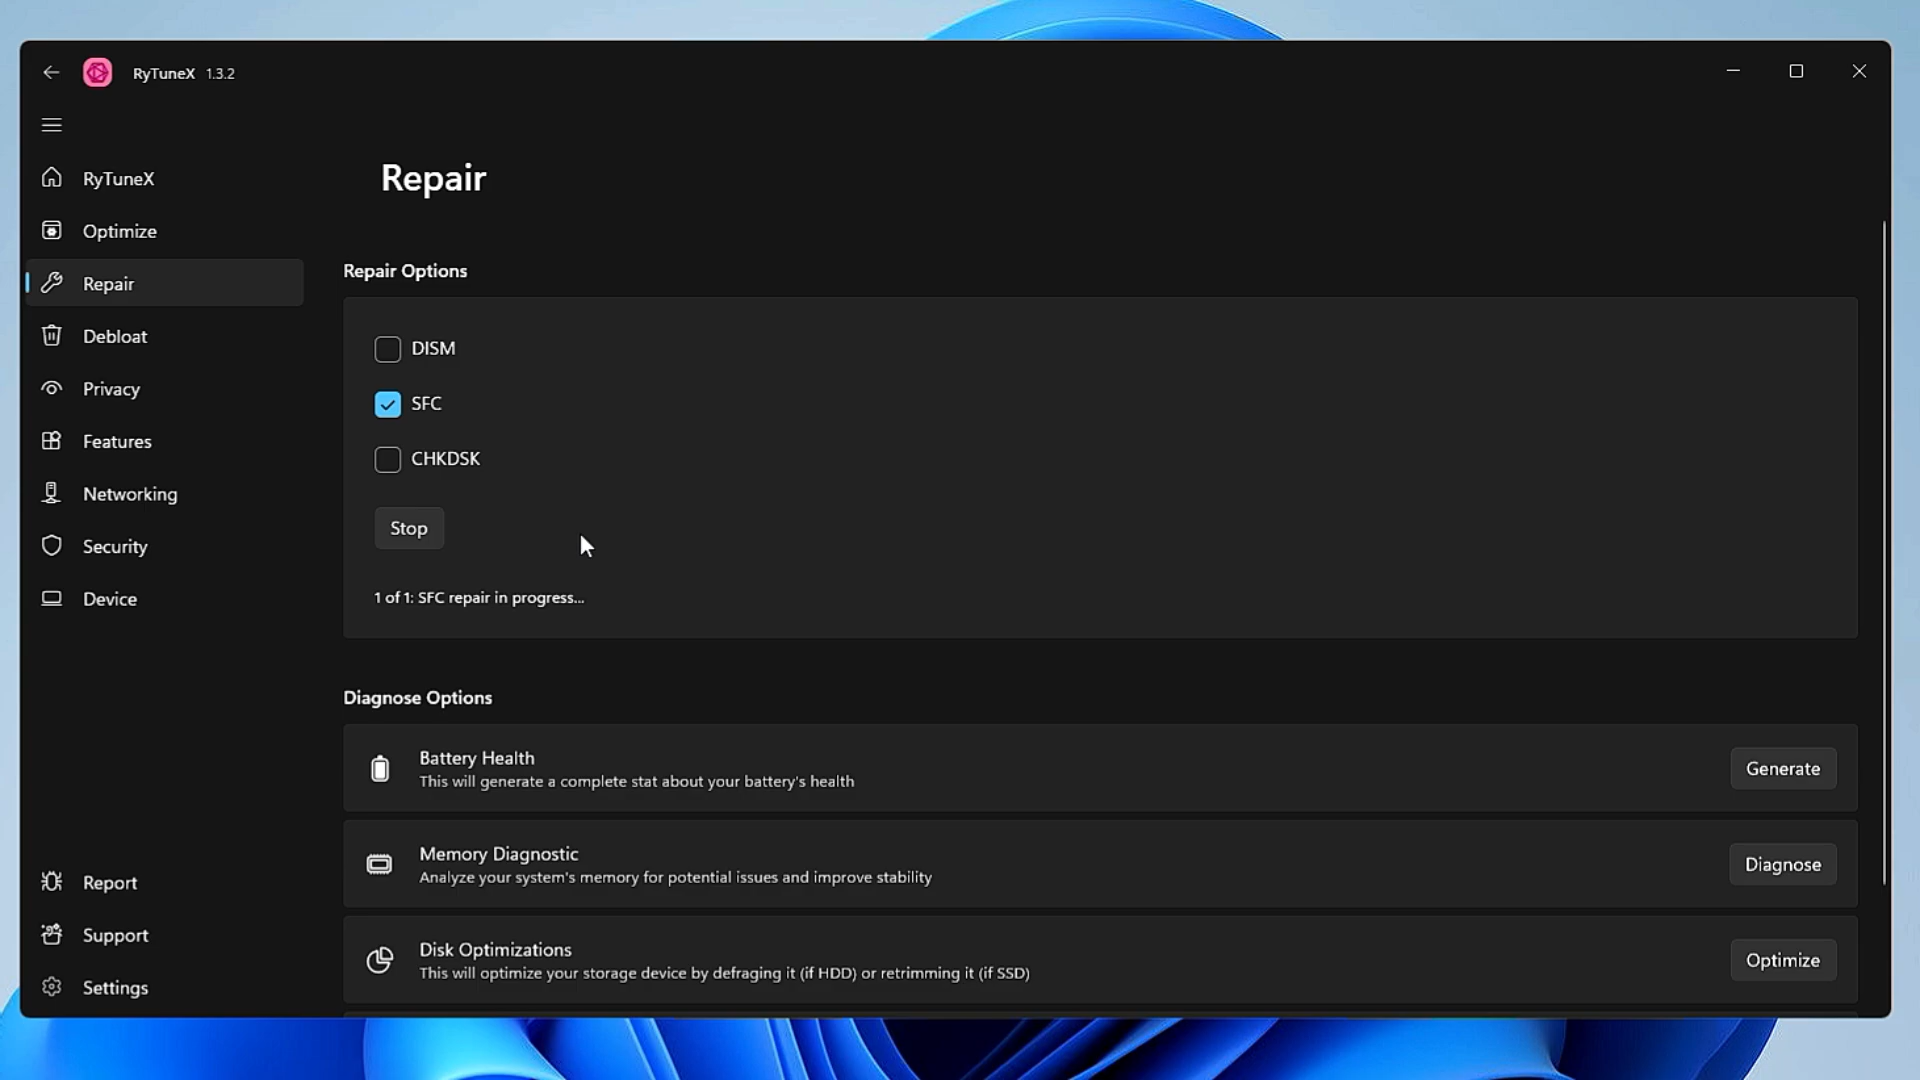 RyTuneX 1.3.2
RyTuneX
Optimize
Repair
Debloat
Privacy
Features
Networking
Security
Device
Report
Support
Settings
Repair
Repair Options
DISM
SFC
CHKDSK
Stop
1 of 1: SFC repair in progress...
Diagnose Options
Battery Health
This will generate a complete stat about your battery's health
Generate
Memory Diagnostic
Analyze your system's memory for potential issues and improve stability
Diagnose
Disk Optimizations
This will optimize your storage device by defraging it (if HDD) or retrimming it (if SSD)
Optimize